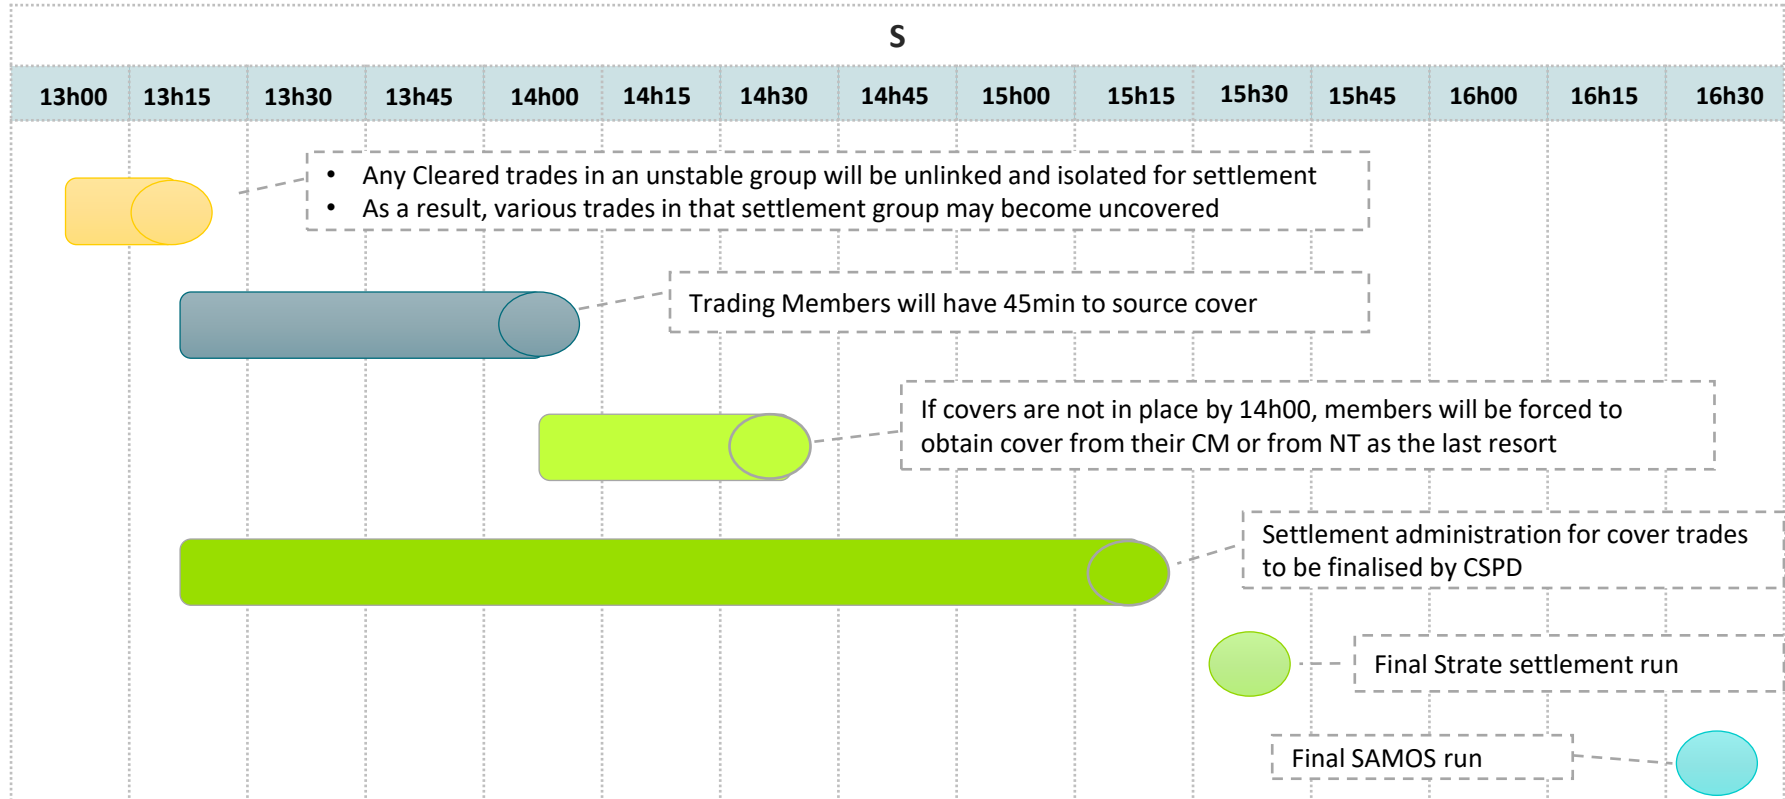 S
13h00 13h15 13h30 13h45 14h00 14h15 14h30 14h45 15h00 15h15 15h30 15h45 16h00 16h15 16h30
• Any Cleared trades in an unstable group will be unlinked and isolated for settlement
• As a result, various trades in that settlement group may become uncovered
Trading Members will have 45min to source cover
If covers are not in place by 14h00, members will be forced to
obtain cover from their CM or from NT as the last resort
Settlement administration for cover trades
to be finalised by CSPD
Final Strate settlement run
Final SAMOS run